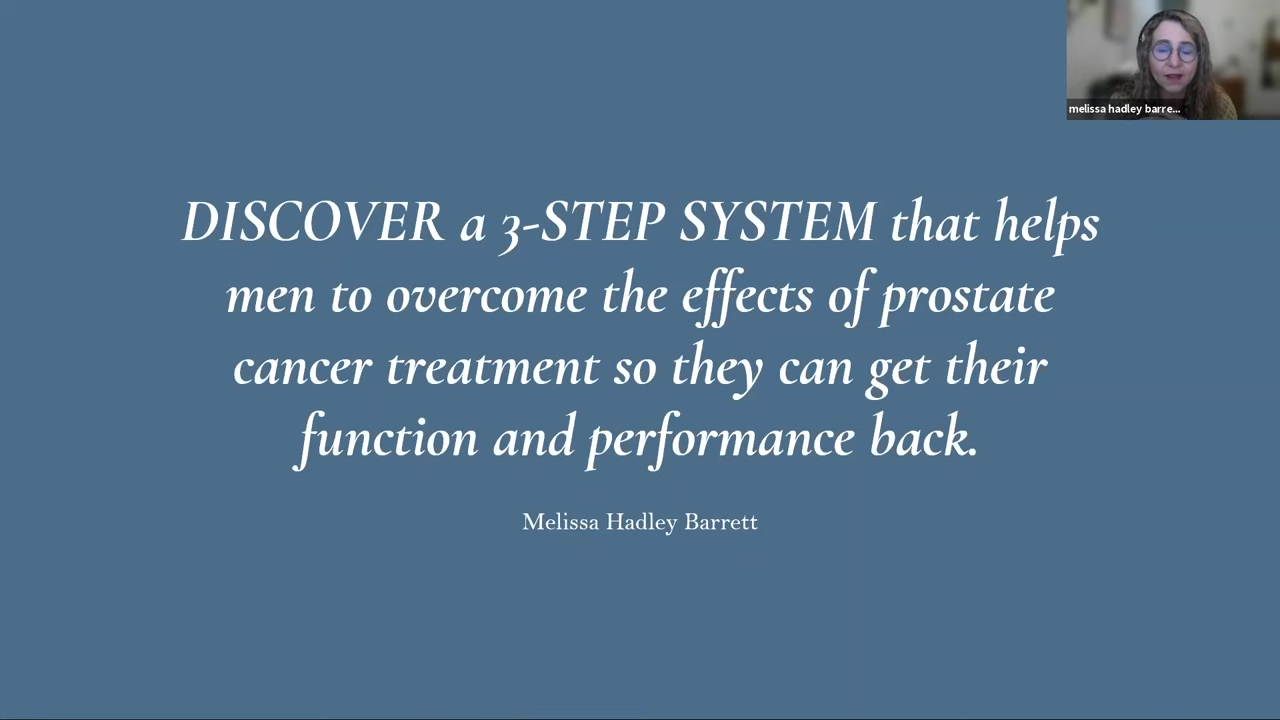 melissa hadley barre...
DISCOVER a 3-STEP SYSTEM that helps
men to overcome the effects of prostate
cancer treatment so they can get their
function and performance back.
Melissa Hadley Barrett